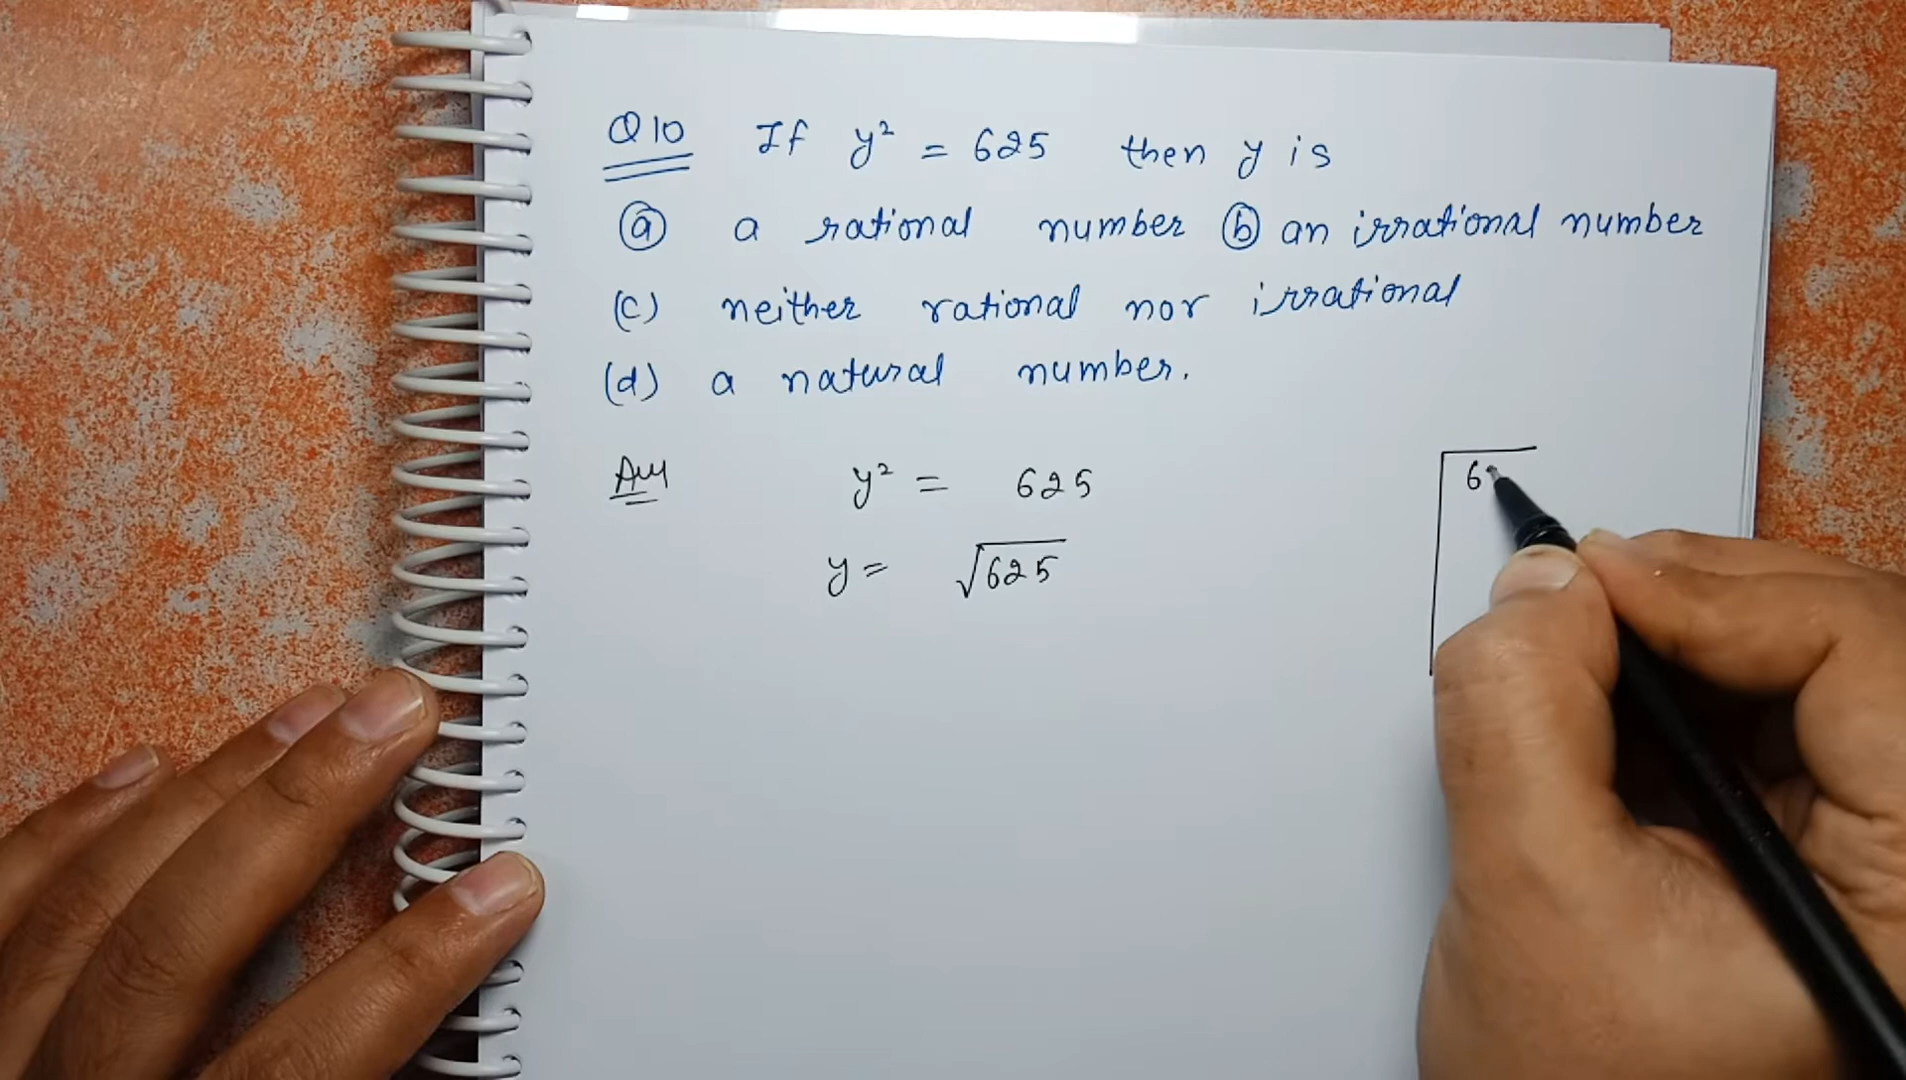 Q10 If y² = 625 then y is
ⓐ a rational number ⓑ an irrational number
(c) neither rational nor irrational
(d) a natural number.
Ans y² = 625
y = √625
6